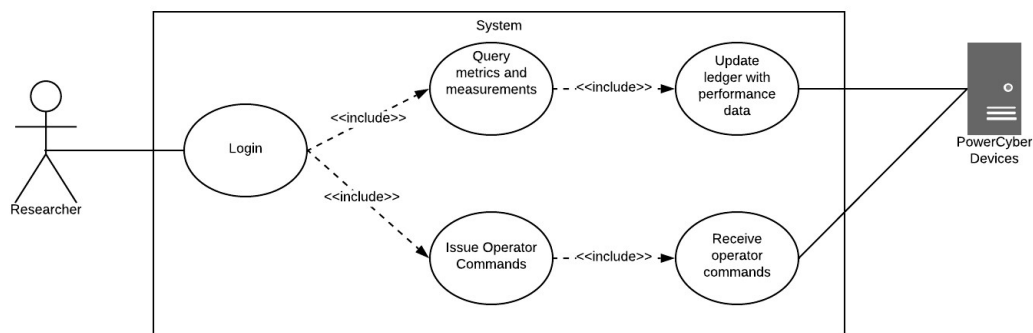 System
Query
metrics and
measurements
<<include>>
Update
ledger with
performance
data
PowerCyber
Devices
<<include>>
Login
Researcher
<<include>>
Issue Operator
Commands
<<include>>
Receive
operator
commands